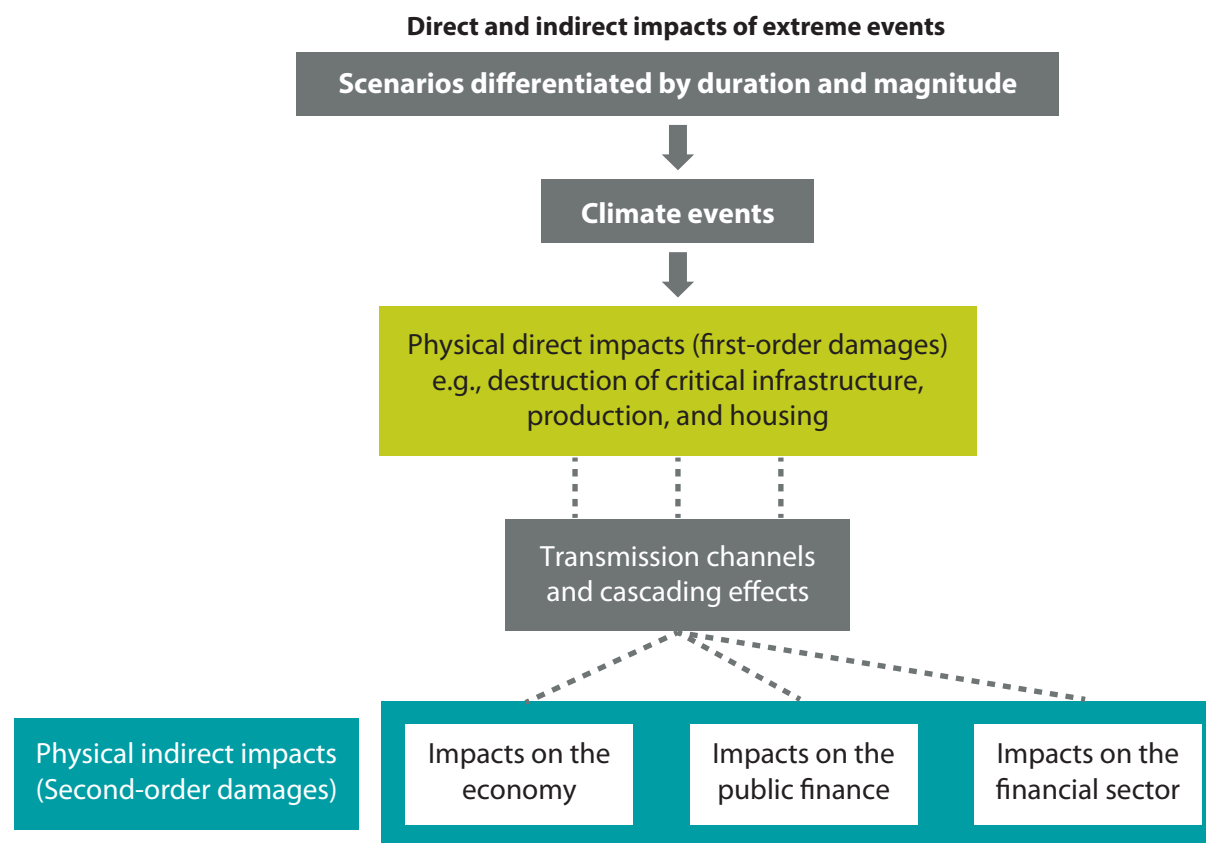 Direct and indirect impacts of extreme events
Scenarios differentiated by duration and magnitude
Climate events
Physical direct impacts (first-order damages)
e.g., destruction of critical infrastructure,
production, and housing
Transmission channels
and cascading effects
Physical indirect impacts
(Second-order damages)
Impacts on the
economy
Impacts on the
public finance
Impacts on the
financial sector